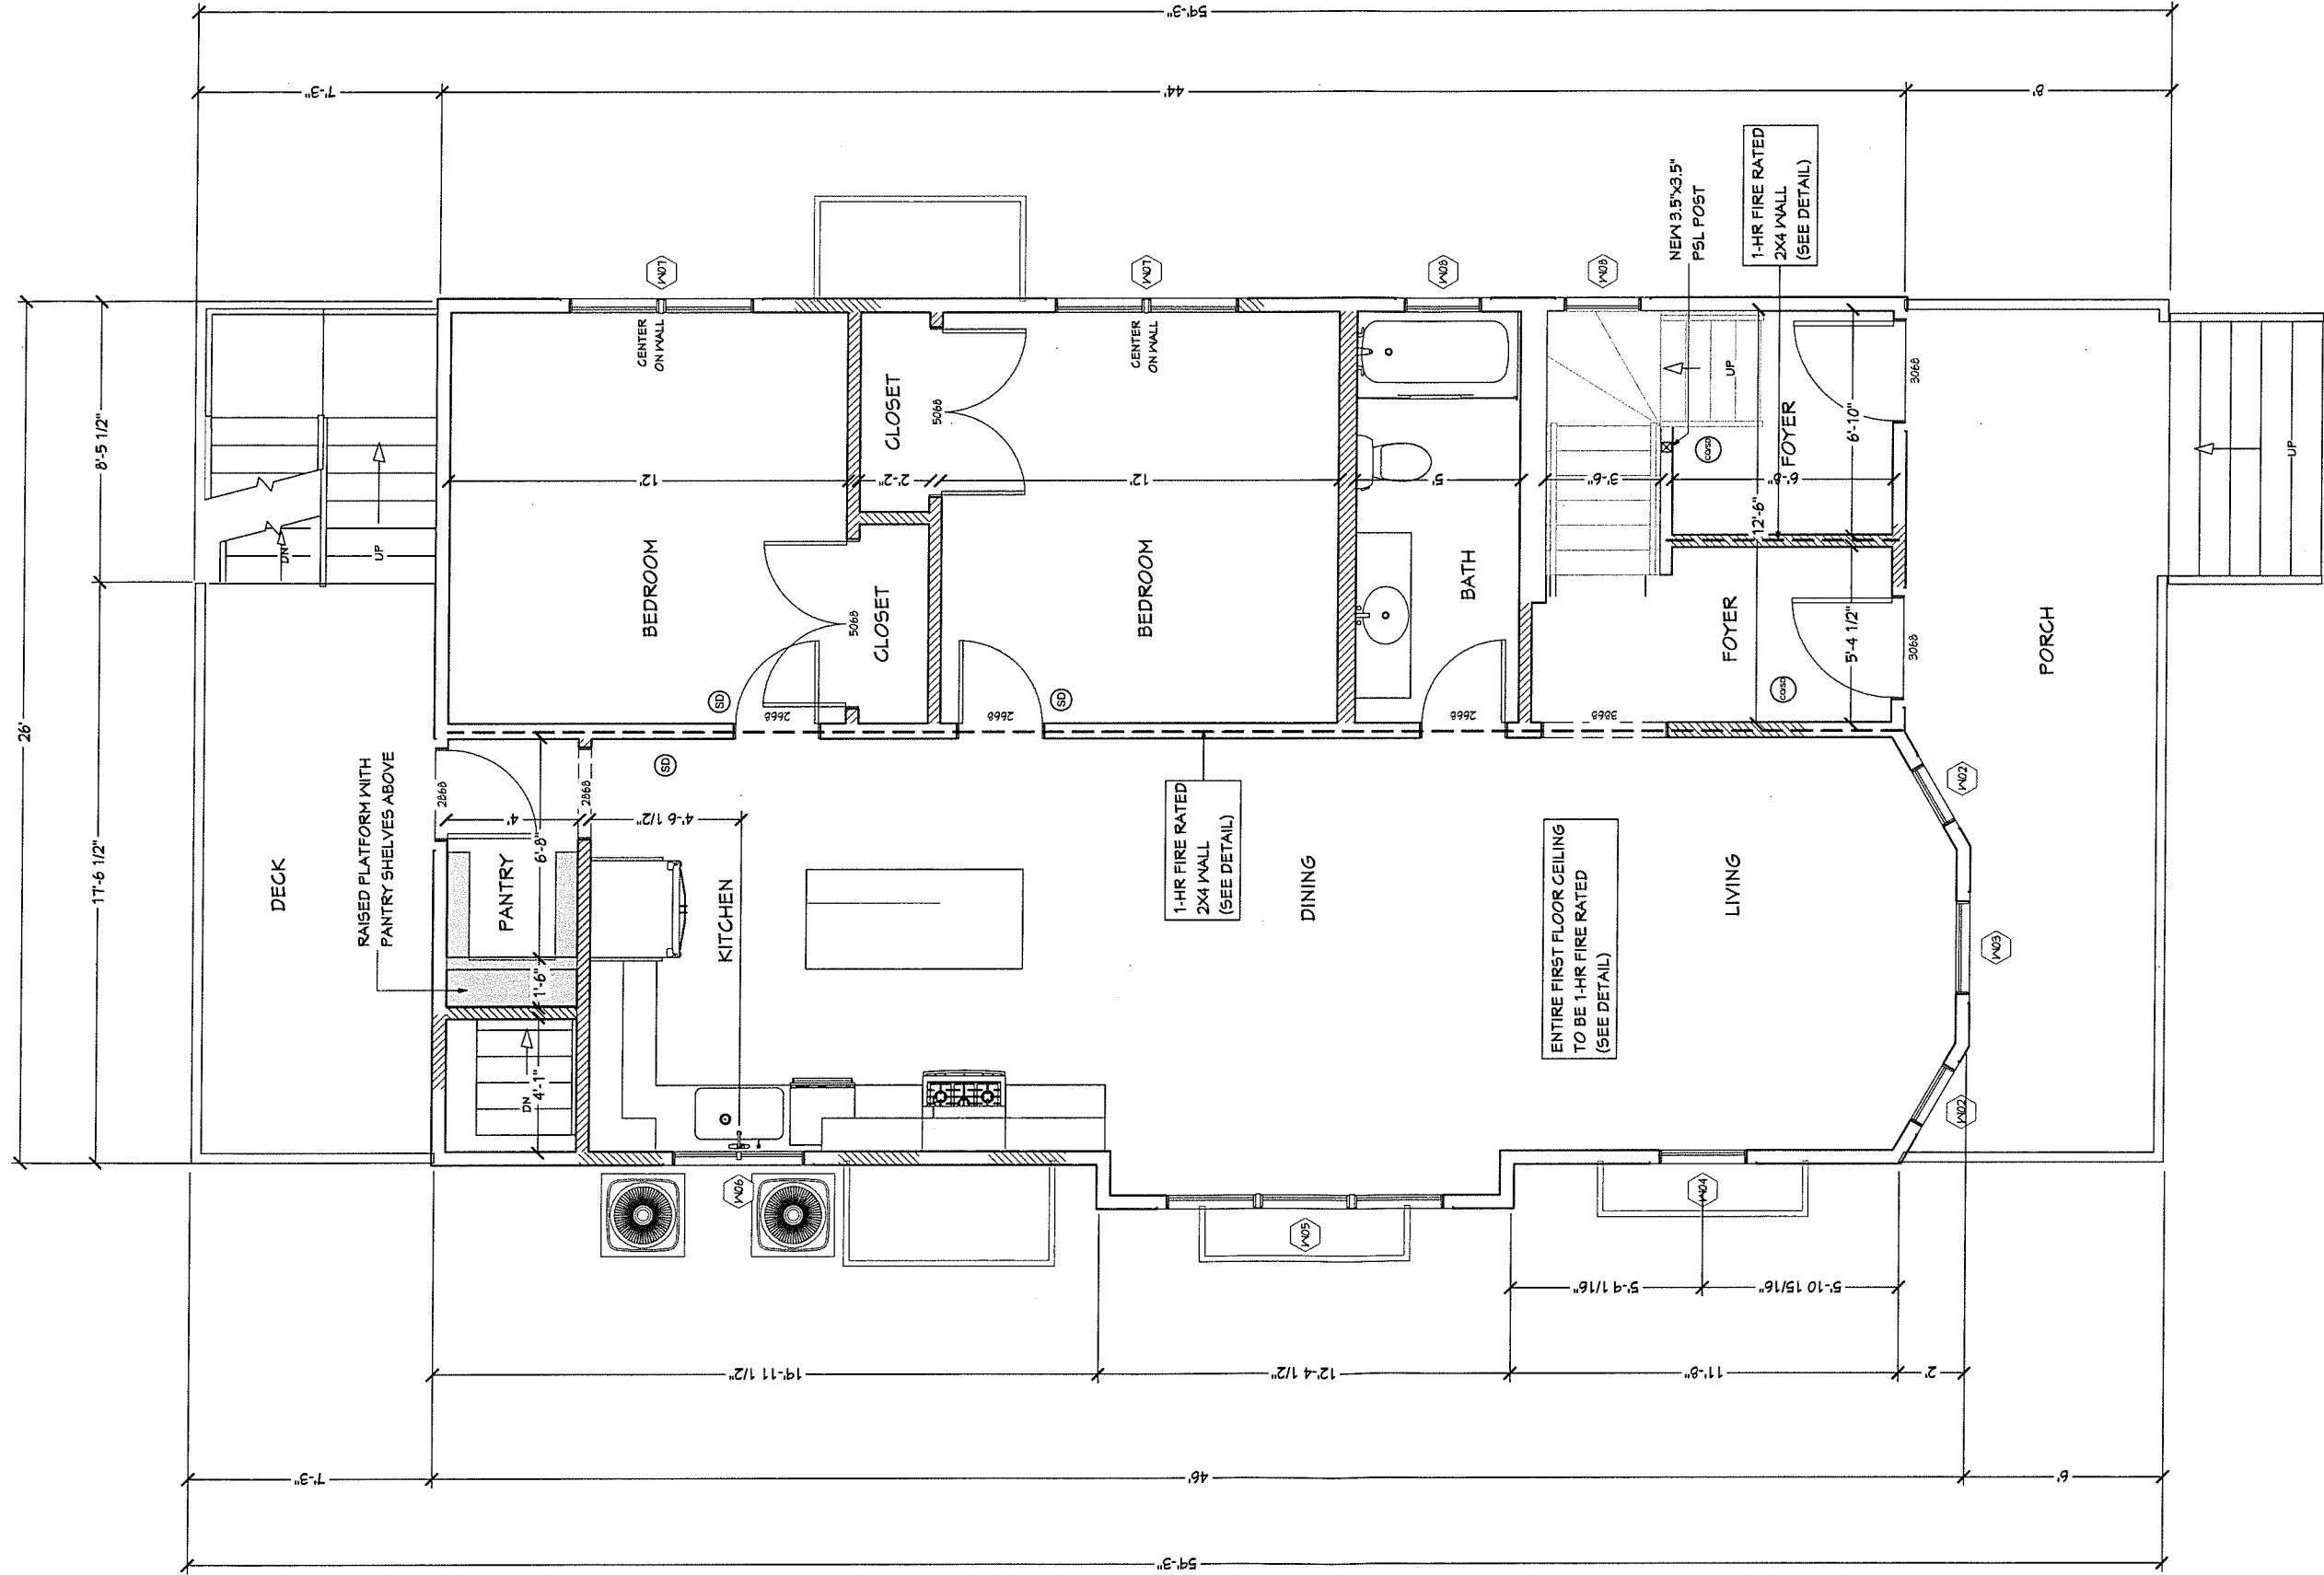 59'-3"
7'-3"
44'
8'
26'
8'-5 1/2"
17'-6 1/2"
1-HR FIRE RATED
2X4 WALL
(SEE DETAIL)
NEW 3.5"x3.5"
PSL POST
W07
W07
W08
W08
CENTER
ON WALL
CENTER
ON WALL
DN
UP
CLOSET
5068
12'
2'-2"
12'
5'
3'-6"
6'-8"
UP
FOYER
6'-10"
3068
COSD
12'-6"
UP
BEDROOM
CLOSET
5068
BEDROOM
BATH
FOYER
5'-4 1/2"
3068
COSD
PORCH
SD
SD
2668
2668
2668
3868
DECK
RAISED PLATFORM WITH
PANTRY SHELVES ABOVE
2868
2868
4'
4'-6 1/2"
6'-8"
PANTRY
1'-6"
DN
4'-1"
SD
KITCHEN
1-HR FIRE RATED
2X4 WALL
(SEE DETAIL)
DINING
ENTIRE FIRST FLOOR CEILING
TO BE 1-HR FIRE RATED
(SEE DETAIL)
LIVING
W02
W03
W02
W06
W05
W04
5'-9 1/16"
5'-10 15/16"
19'-11 1/2"
12'-4 1/2"
11'-8"
2'
7'-3"
46'
6'
59'-3"